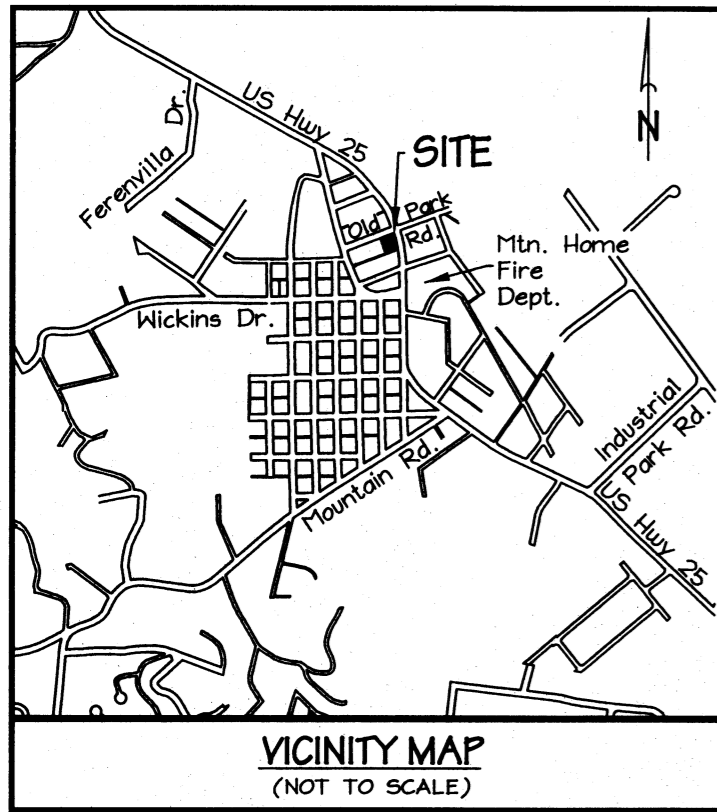 US Hwy 25
Ferenvilla Dr.
SITE
N
"Old" Park Rd.
Mtn. Home
Fire
Dept.
Wickins Dr.
Industrial
Park Rd.
Mountain Rd.
US Hwy 25
VICINITY MAP
(NOT TO SCALE)